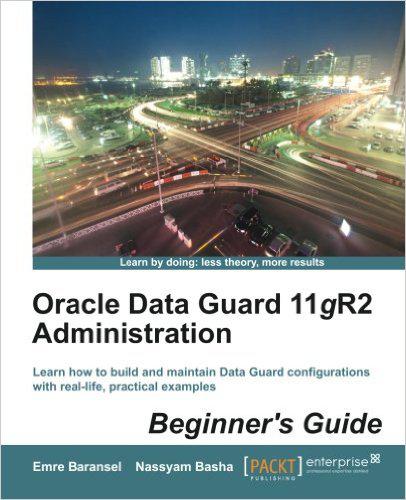 Learn by doing: less theory, more results
Oracle Data Guard 11gR2
Administration
Learn how to build and maintain Data Guard configurations
with real-life, practical examples
Beginner's Guide
Emre Baransel Nassyam Basha
[PACKT] enterprise
PUBLISHING professional expertise distilled